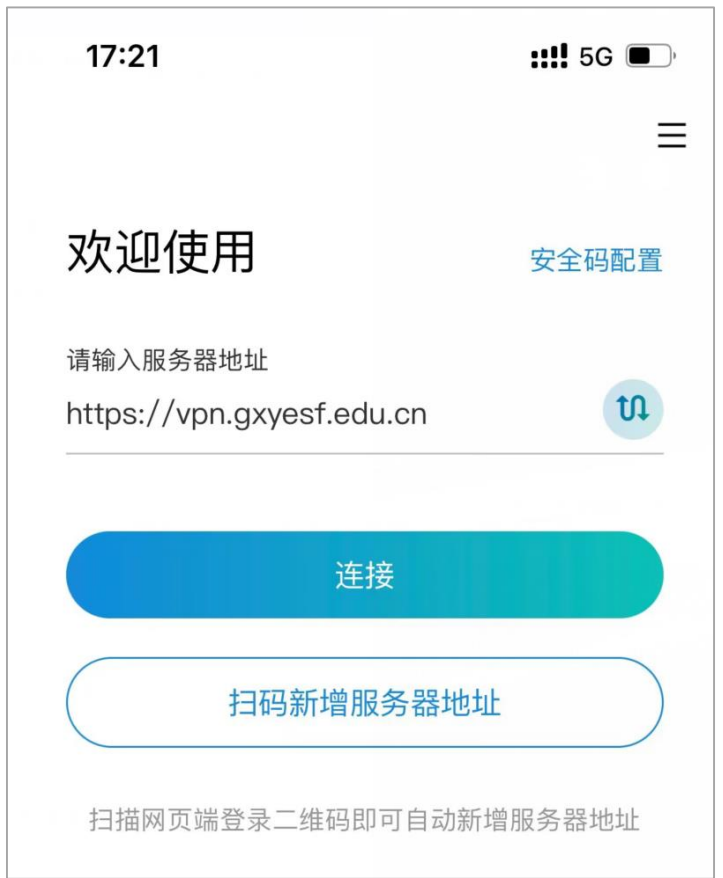 17:21
5G
欢迎使用
安全码配置
请输入服务器地址
https://vpn.gxyesf.edu.cn
连接
扫码新增服务器地址
扫描网页端登录二维码即可自动新增服务器地址